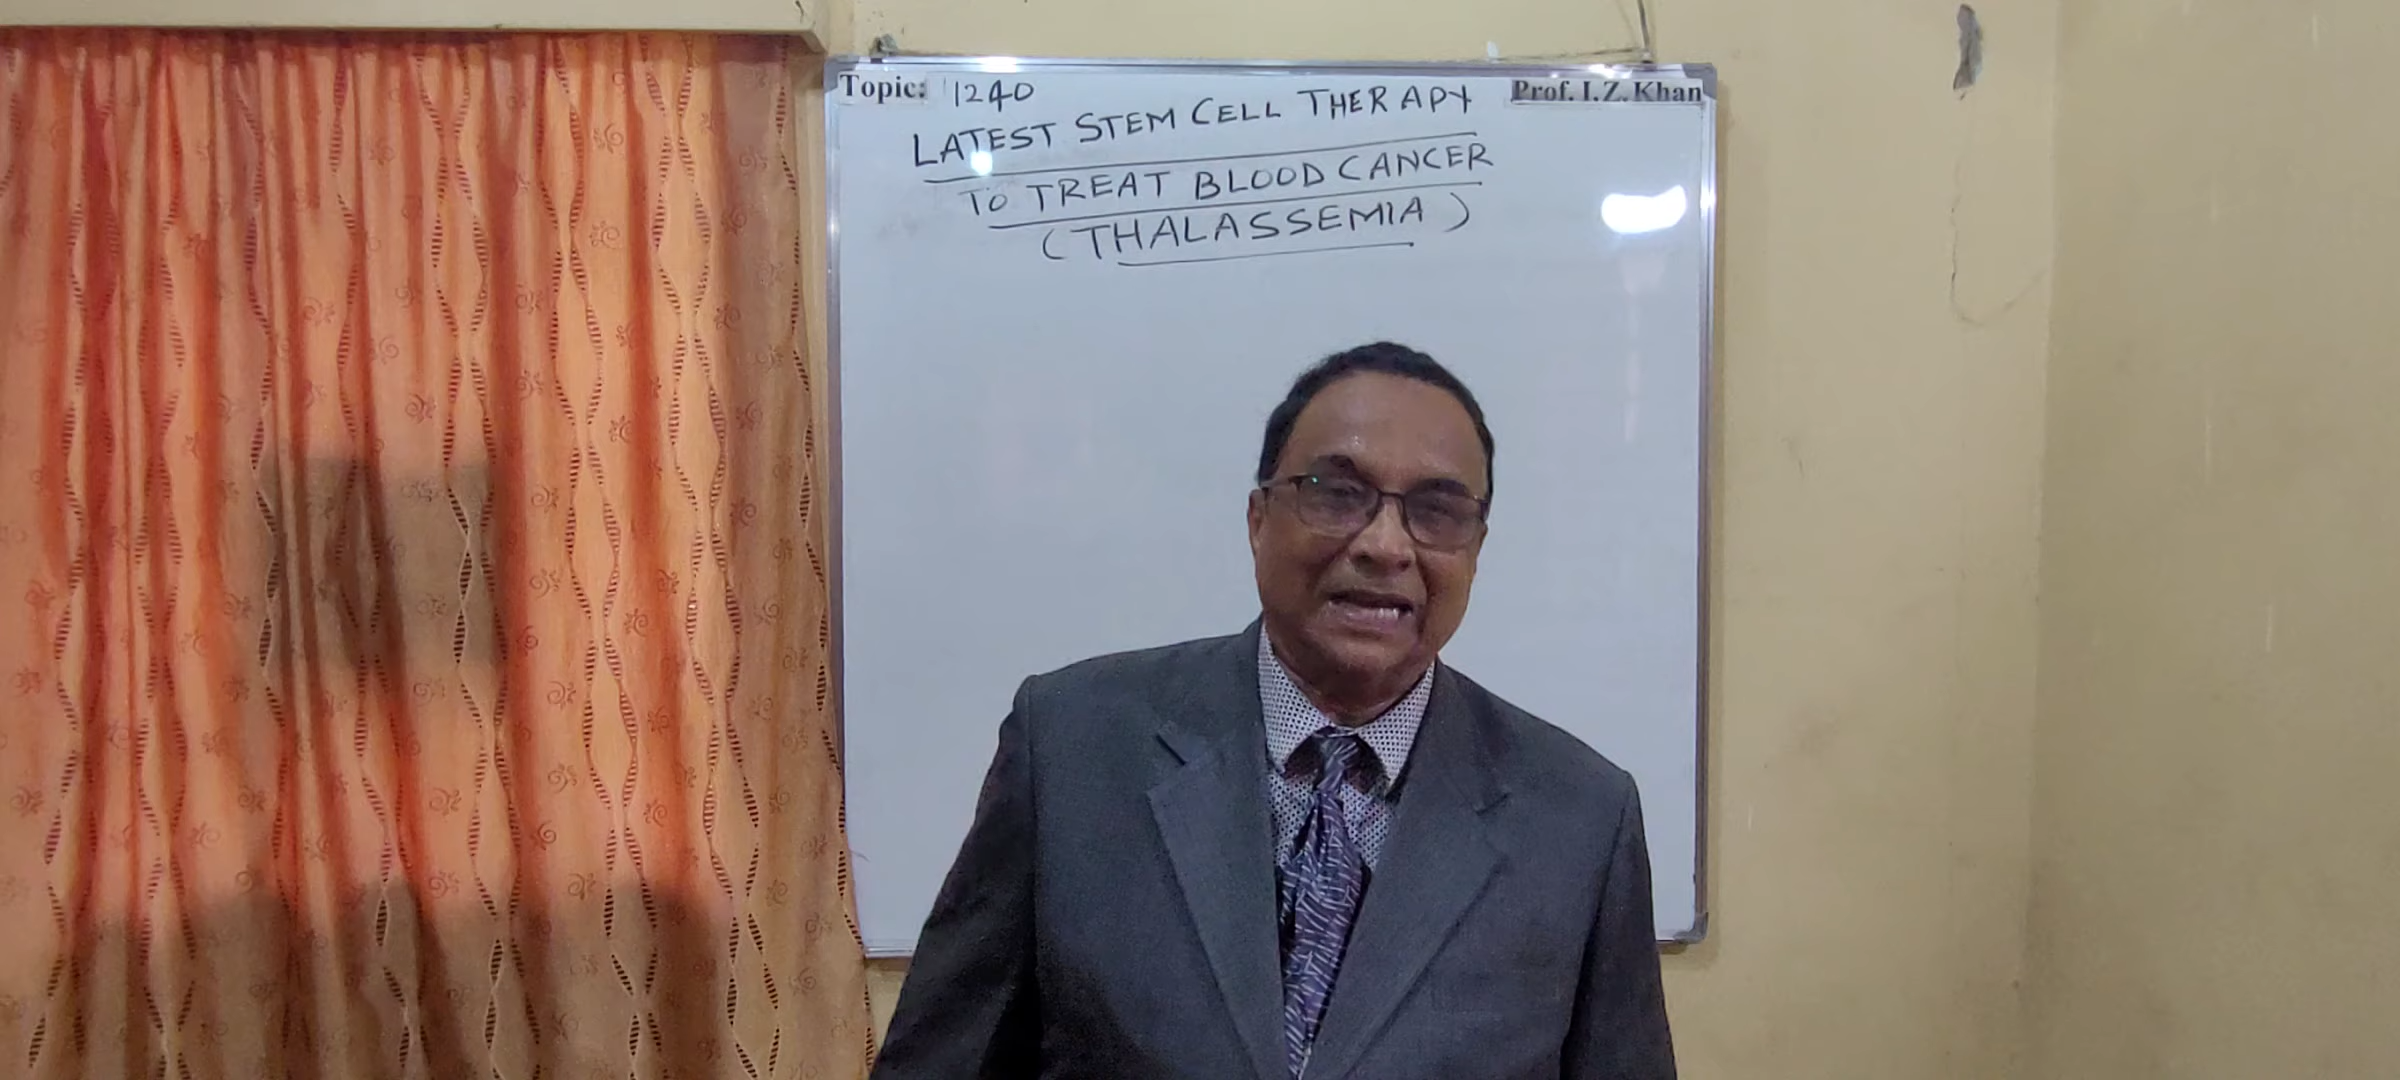 Topic: 1240 Prof. I.Z. Khan
LATEST STEM CELL THERAPY
TO TREAT BLOOD CANCER
(THALASSEMIA)